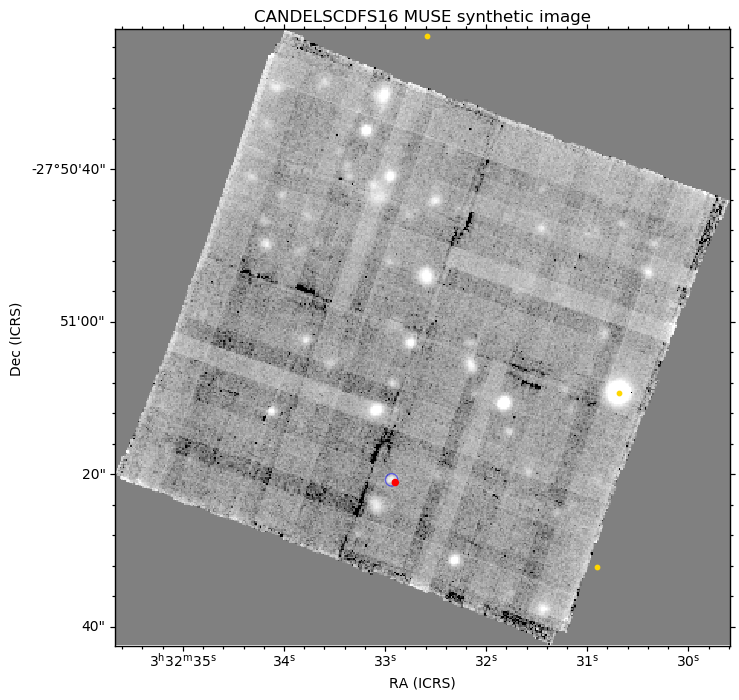 CANDELSCDFS16 MUSE synthetic image
-27°50'40"
51'00"
20"
40"
Dec (ICRS)
3ʰ32ᵐ35ˢ 34ˢ 33ˢ 32ˢ 31ˢ 30ˢ
RA (ICRS)